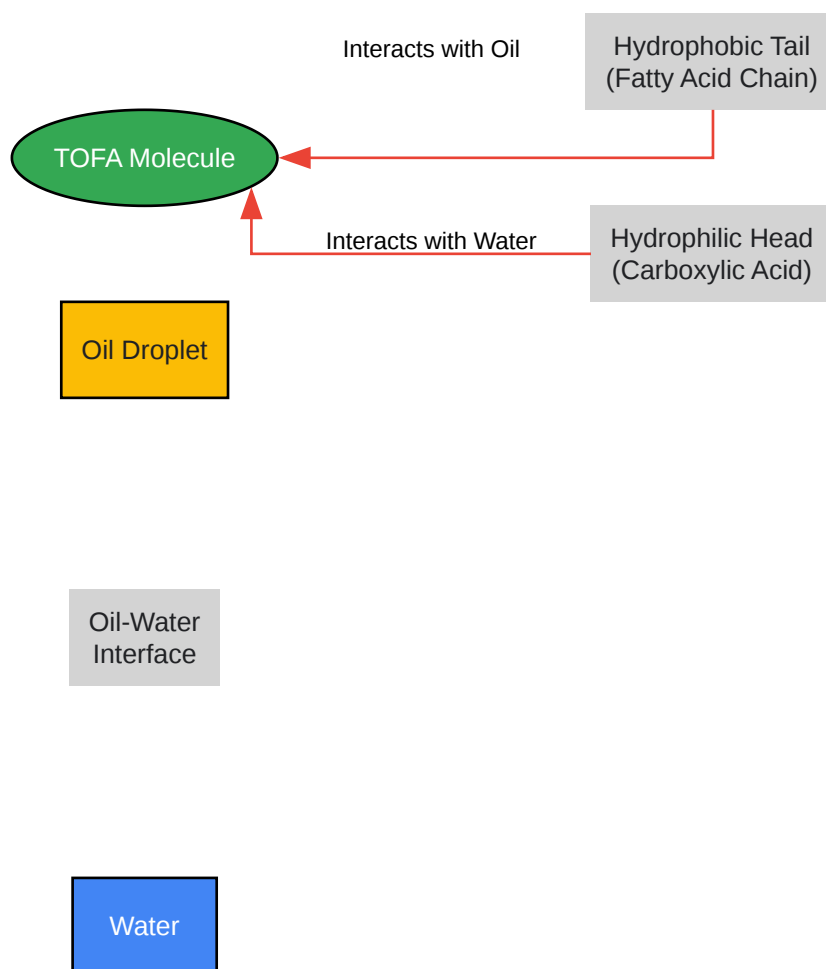 Interacts with Oil
Hydrophobic Tail
(Fatty Acid Chain)
TOFA Molecule
Interacts with Water
Hydrophilic Head
(Carboxylic Acid)
Oil Droplet
Oil-Water
Interface
Water